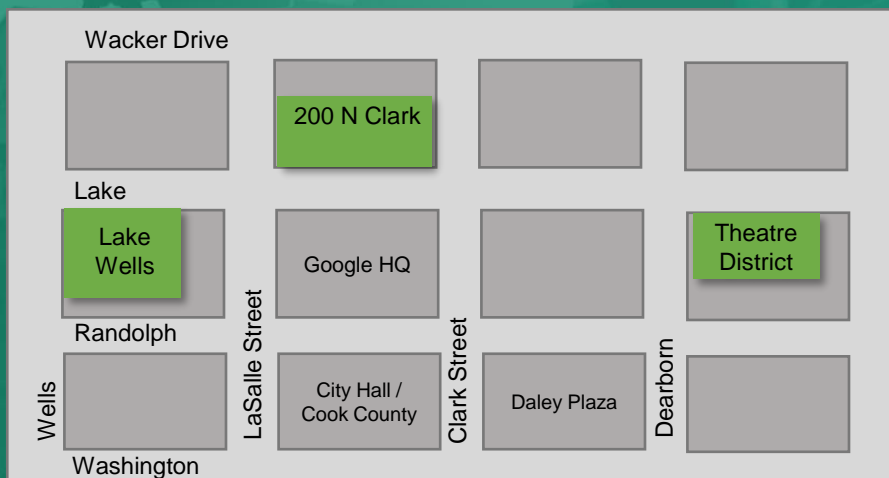 Wacker Drive
200 N Clark
Lake
Lake
Wells
Google HQ
Theatre
District
Randolph
Wells
LaSalle Street
City Hall /
Cook County
Clark Street
Daley Plaza
Dearborn
Washington